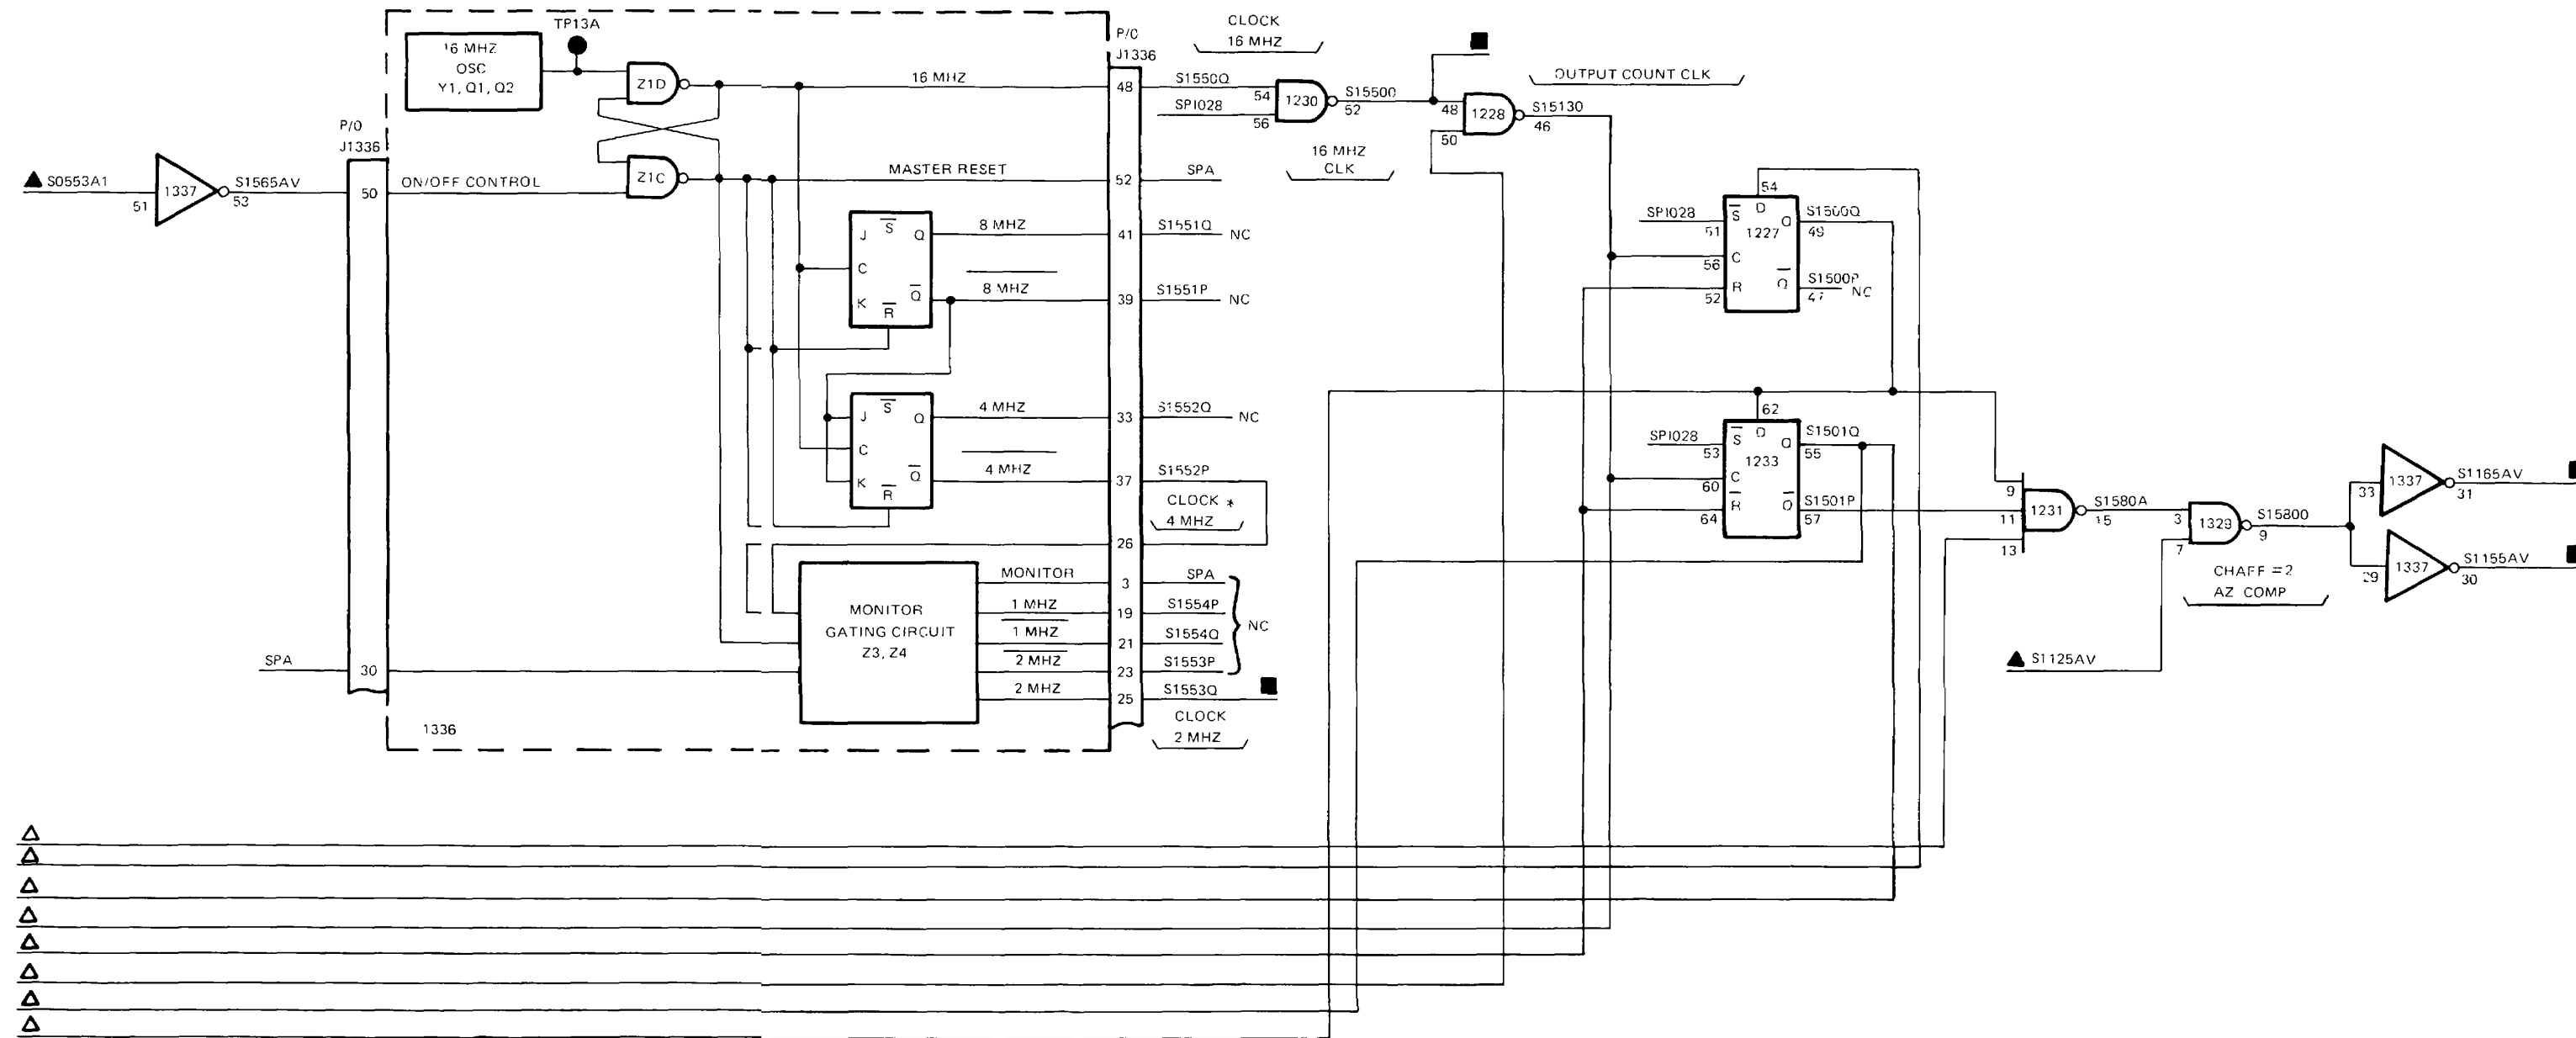 TP13A
16 MHZ
OSC
Y1, Q1, Q2
Z1D
16 MHZ
P/O
J1336
48
CLOCK
16 MHZ
S1550Q
54
SPI028
56
1230
S15500
52
48
50
1228
OUTPUT COUNT CLK
S15130
46
16 MHZ
CLK
S0553A1
51
1337
S1565AV
53
P/O
J1336
50
ON/OFF CONTROL
Z1C
MASTER RESET
52
SPA
J
S
Q
C
K
R
Q
8 MHZ
41
S1551Q
NC
8 MHZ
39
S1551P
NC
J
S
Q
C
K
R
Q
4 MHZ
33
S1552Q
NC
4 MHZ
37
S1552P
CLOCK *
4 MHZ
26
MONITOR
GATING CIRCUIT
Z3, Z4
MONITOR
3
SPA
1 MHZ
19
S1554P
1 MHZ
21
S1554Q
2 MHZ
23
S1553P
NC
2 MHZ
25
S1553Q
CLOCK
2 MHZ
SPA
30
1336
54
SPI028
51
S
D
Q
1227
S1500Q
49
56
C
52
R
Q
S1500P
47
NC
62
SPI028
53
S
D
Q
1233
S1501Q
55
60
C
64
R
Q
S1501P
57
9
11
13
1231
S1580A
15
3
7
1329
S15800
9
CHAFF =2
AZ COMP
S1125AV
33
1337
S1165AV
31
29
1337
S1155AV
30